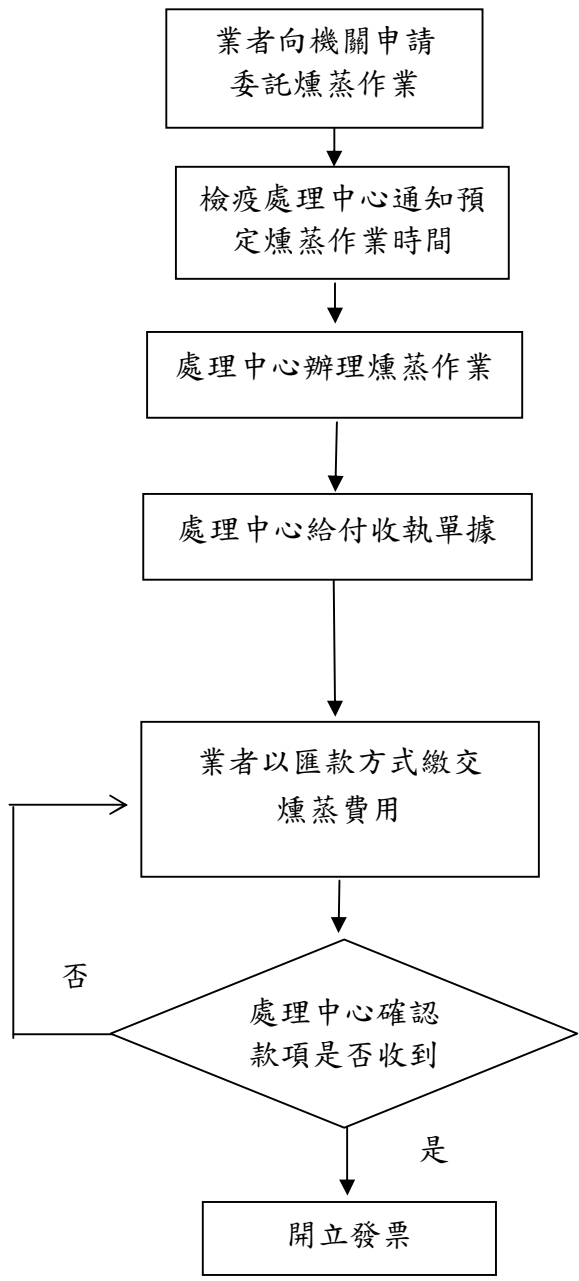 業者向機關申請
委託燻蒸作業
檢疫處理中心通知預
定燻蒸作業時間
處理中心辦理燻蒸作業
處理中心給付收執單據
業者以匯款方式繳交
燻蒸費用
否
處理中心確認
款項是否收到
是
開立發票